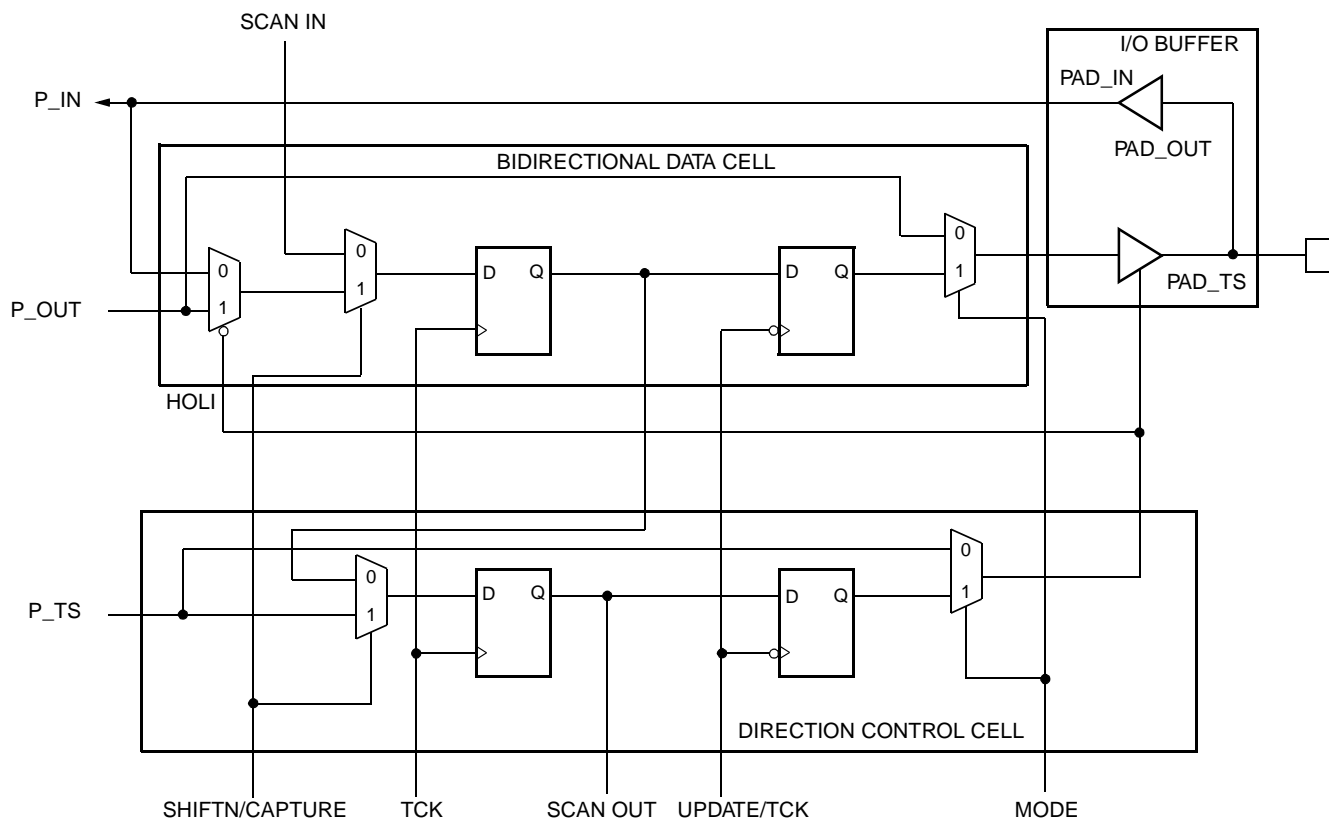 SCAN IN
I/O BUFFER
P_IN
PAD_IN
PAD_OUT
BIDIRECTIONAL DATA CELL
0
1
0
1
D
Q
D
Q
0
1
PAD_TS
P_OUT
HOLI
P_TS
0
1
D
Q
D
Q
0
1
DIRECTION CONTROL CELL
SHIFTN/CAPTURE
TCK
SCAN OUT
UPDATE/TCK
MODE